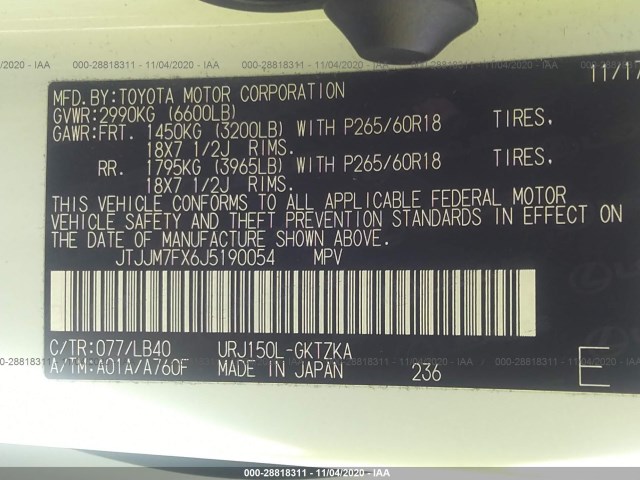 000-28818311 - 11/04/2020 - IAA
11/17
MFD.BY:TOYOTA MOTOR CORPORATION
GVWR:2990KG (6600LB)
GAWR:FRT. 1450KG (3200LB) WITH P265/60R18 TIRES,
18X7 1/2J RIMS.
RR. 1795KG (3965LB) WITH P265/60R18 TIRES,
18X7 1/2J RIMS.
THIS VEHICLE CONFORMS TO ALL APPLICABLE FEDERAL MOTOR
VEHICLE SAFETY AND THEFT PREVENTION STANDARDS IN EFFECT ON
THE DATE OF MANUFACTURE SHOWN ABOVE.
JTJJM7FX6J5190054 MPV
C/TR:077/LB40 URJ150L-GKTZKA
A/TM:A01A/A760F MADE IN JAPAN 236 E
000-28818311 - 11/04/2020 - IAA